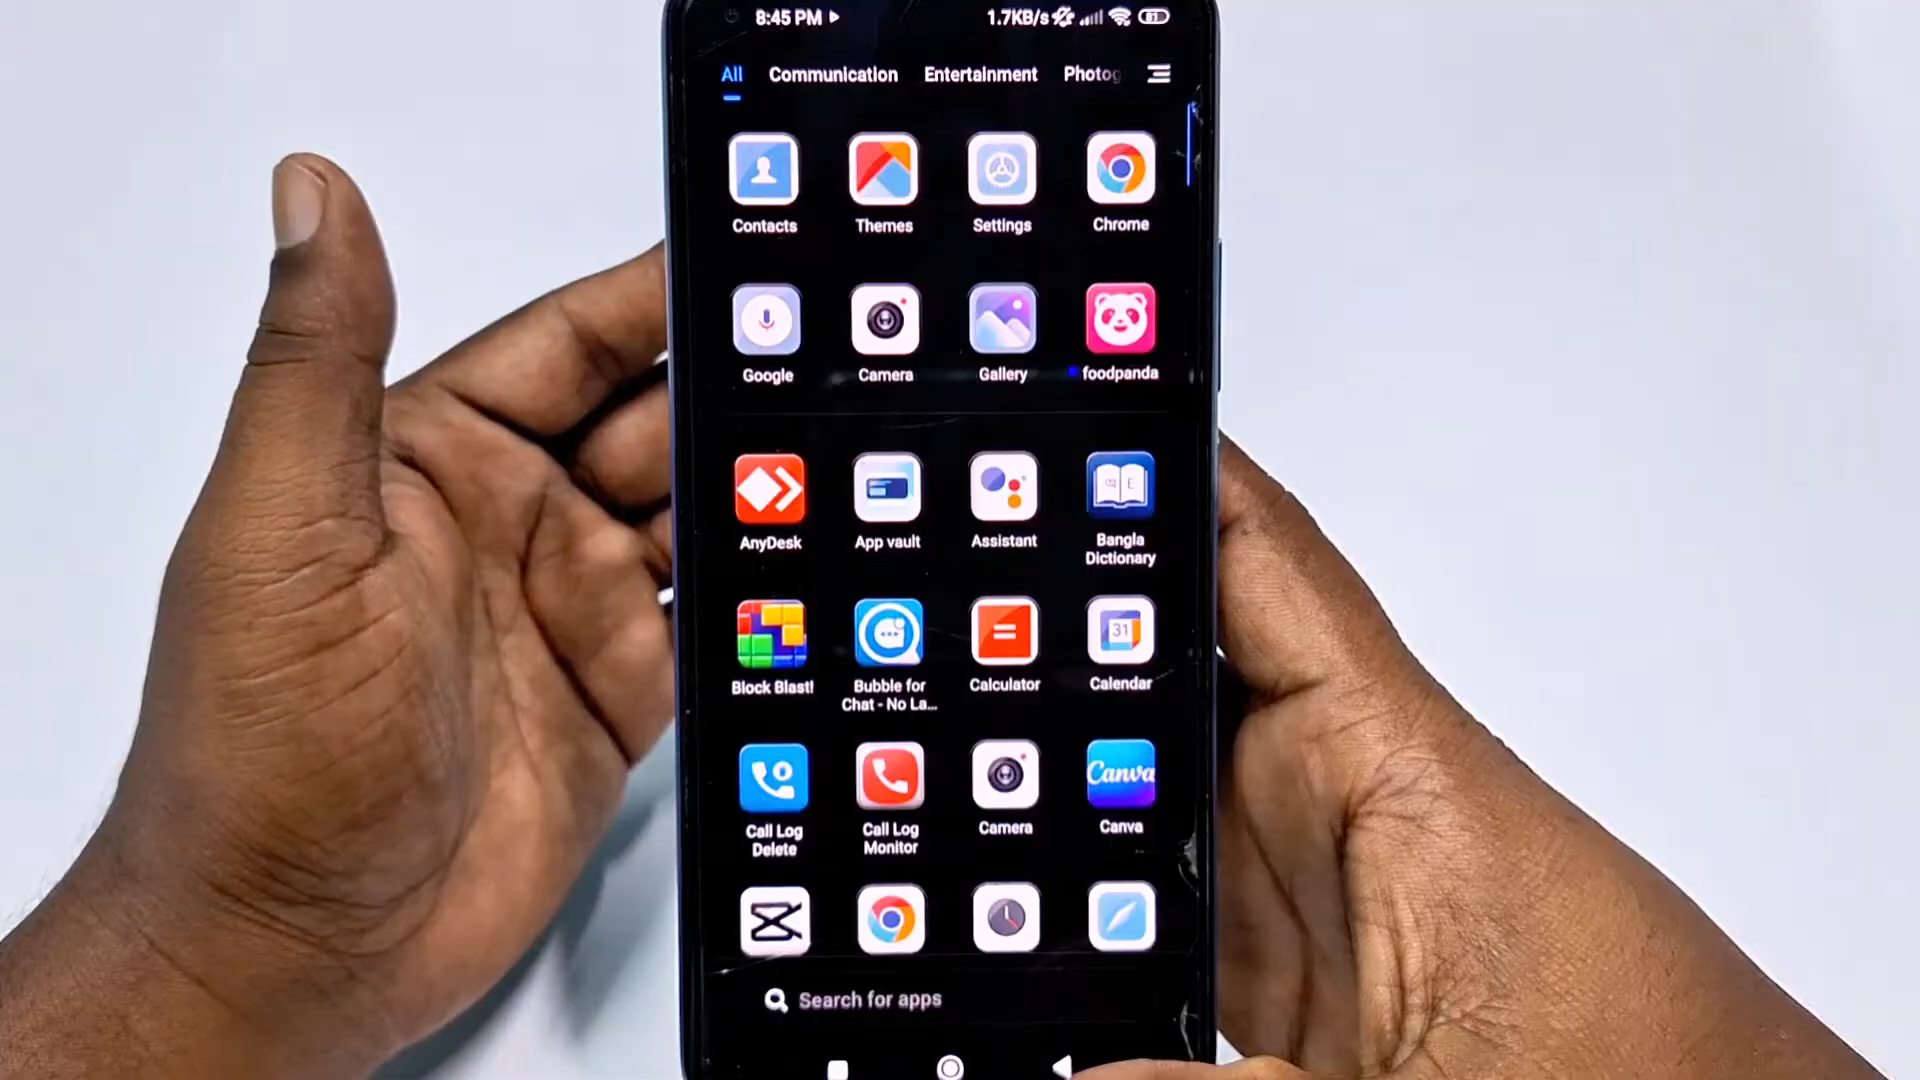 8:45 PM 1.7KB/s 81
All Communication Entertainment Photog
Contacts Themes Settings Chrome
Google Camera Gallery foodpanda
AnyDesk App vault Assistant Bangla
Dictionary
31
Block Blast! Bubble for Calculator Calendar
Chat - No La...
Canva
Call Log Call Log Camera Canva
Delete Monitor
Search for apps